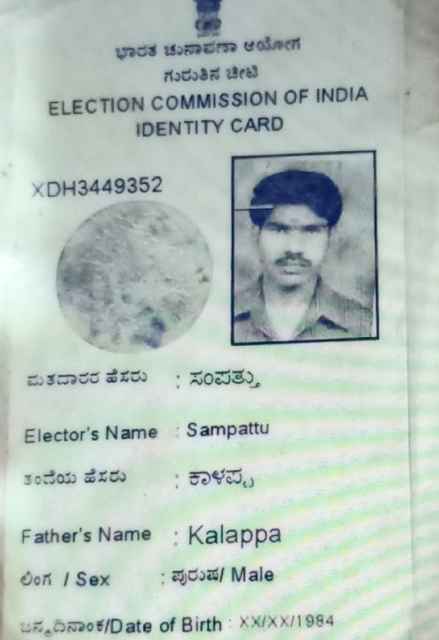 ಭಾರತ ಚುನಾವಣಾ ಆಯೋಗ
ಗುರುತಿನ ಚೀಟಿ
ELECTION COMMISSION OF INDIA
IDENTITY CARD
XDH3449352
ಮತದಾರರ ಹೆಸರು : ಸಂಪತ್ತು
Elector's Name : Sampattu
ತಂದೆಯ ಹೆಸರು : ಕಾಳಪ್ಪ
Father's Name : Kalappa
ಲಿಂಗ / Sex : ಪುರುಷ/ Male
ಜನ್ಮದಿನಾಂಕ/Date of Birth : XX/XX/1984